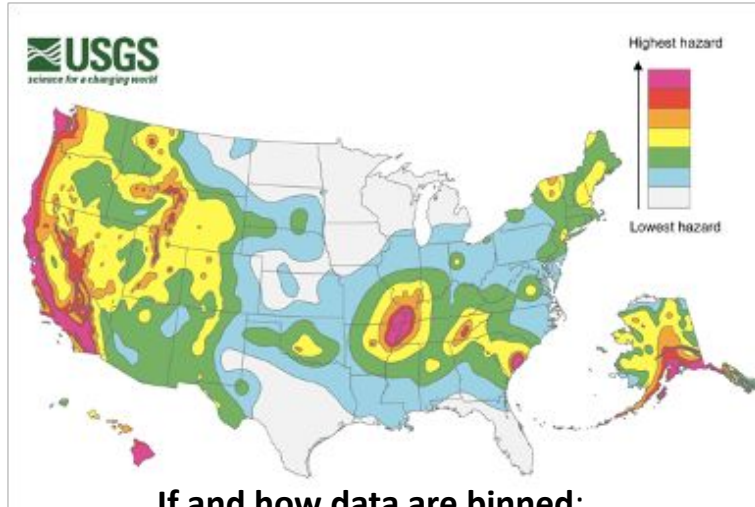 USGS
science for a changing world
Highest hazard
Lowest hazard
If and how data are binned: